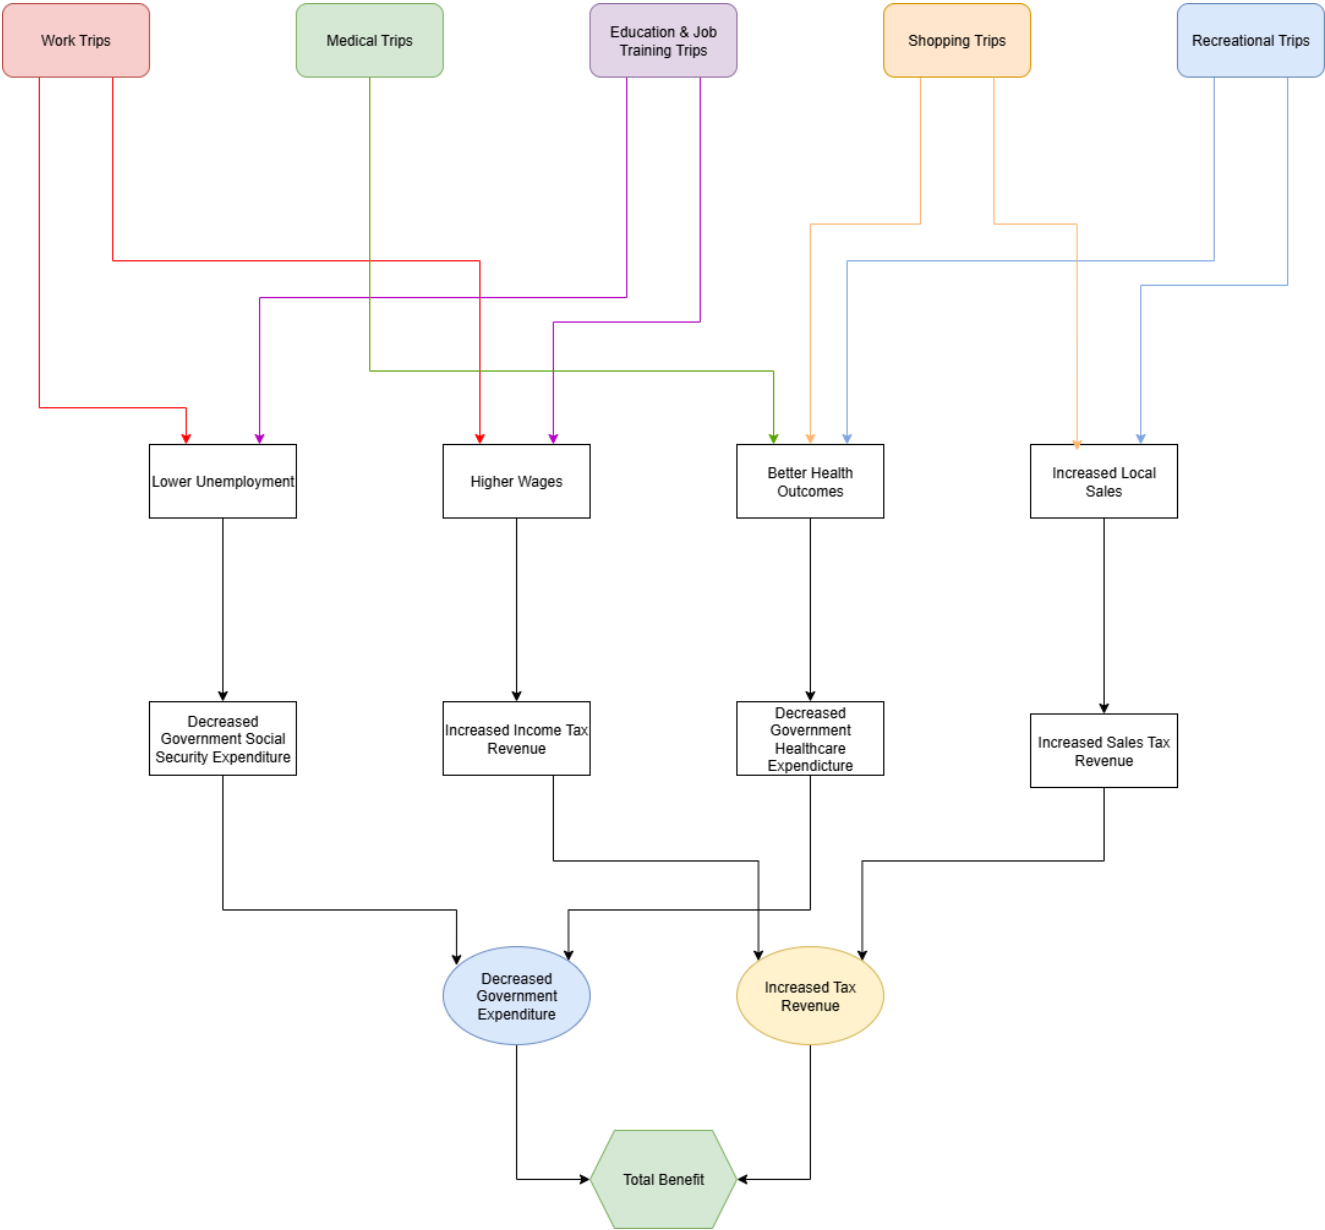 Work Trips
Medical Trips
Education & Job
Training Trips
Shopping Trips
Recreational Trips
Lower Unemployment
Higher Wages
Better Health
Outcomes
Increased Local
Sales
Decreased
Government Social
Security Expenditure
Increased Income Tax
Revenue
Decreased
Government
Healthcare
Expendicture
Increased Sales Tax
Revenue
Decreased
Government
Expenditure
Increased Tax
Revenue
Total Benefit